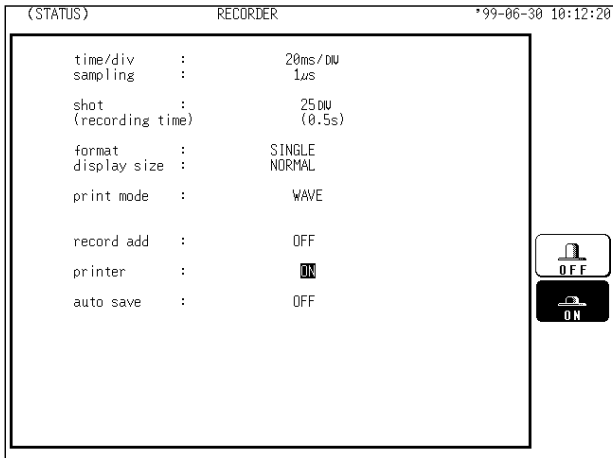 (STATUS) RECORDER '99-06-30 10:12:20
time/div : 20ms/DIV
sampling : 1µs
shot : 25DIV
(recording time) (0.5s)
format : SINGLE
display size : NORMAL
print mode : WAVE
record add : OFF
printer : ON
auto save : OFF
OFF
ON